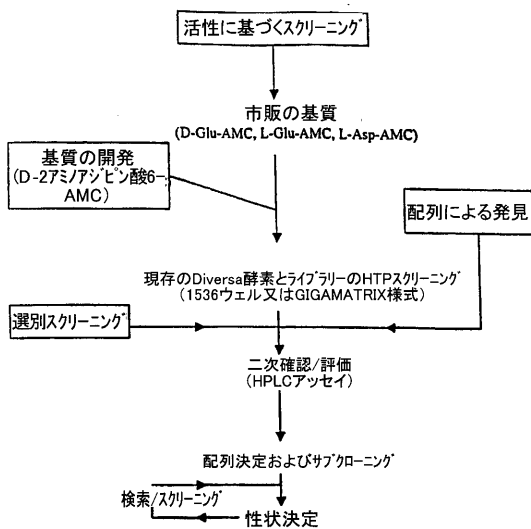 活性に基づくスクリーニング
市販の基質
(D-Glu-AMC, L-Glu-AMC, L-Asp-AMC)
基質の開発
(D-2アミノアジピン酸6-
AMC)
配列による発見
現存のDiversa酵素とライブラリーのHTPスクリーニング
(1536ウェル又はGIGAMATRIX様式)
選別スクリーニング
二次確認/評価
(HPLCアッセイ)
配列決定およびサブクローニング
検索/スクリーニング
性状決定